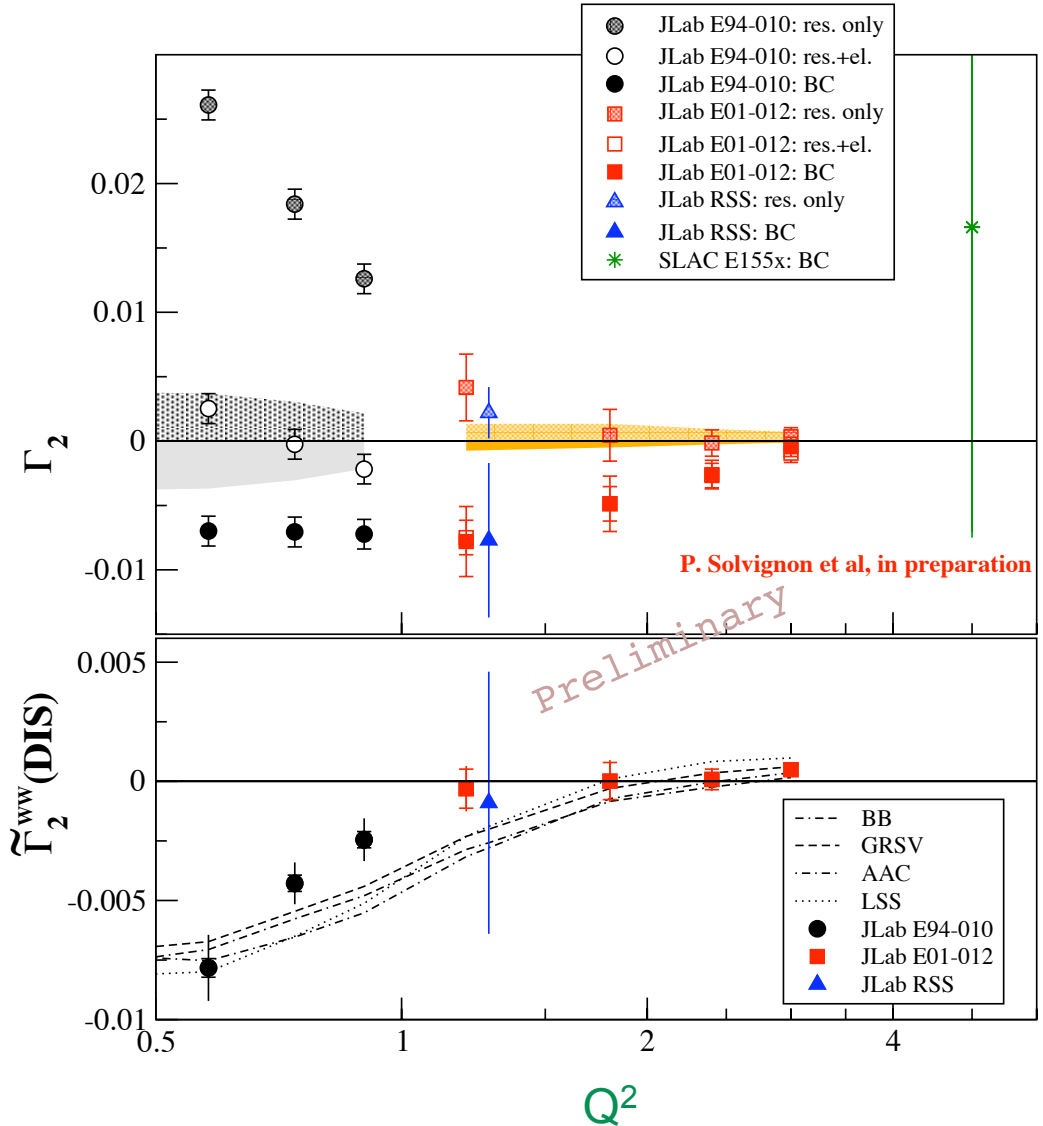 JLab E94-010: res. only
JLab E94-010: res.+el.
JLab E94-010: BC
JLab E01-012: res. only
JLab E01-012: res.+el.
JLab E01-012: BC
JLab RSS: res. only
JLab RSS: BC
SLAC E155x: BC
0.02
0.01
0
-0.01
Γ₂
P. Solvignon et al, in preparation
Preliminary
0.005
0
-0.005
-0.01
Γ̃₂ᵂᵂ(DIS)
BB
GRSV
AAC
LSS
JLab E94-010
JLab E01-012
JLab RSS
0.5 1 2 4
Q²